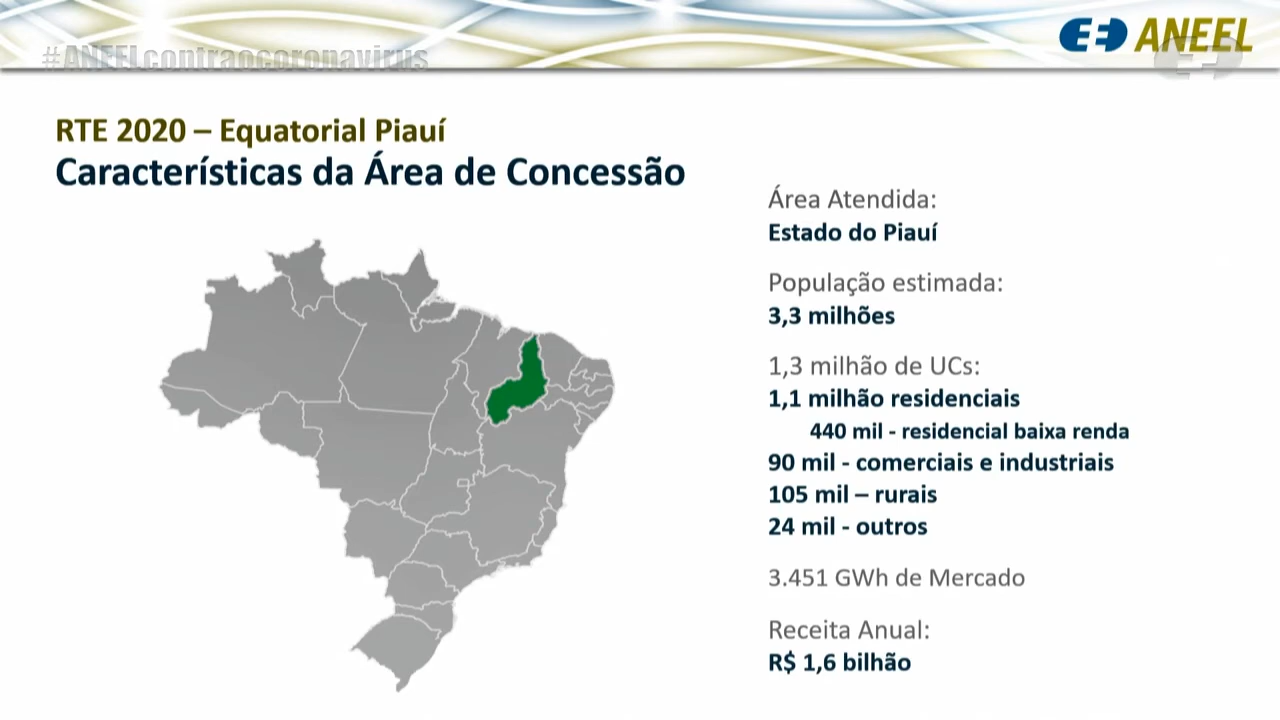 #ANEELcontraocoronavirus
ANEEL
RTE 2020 – Equatorial Piauí
Características da Área de Concessão
Área Atendida:
Estado do Piauí
População estimada:
3,3 milhões
1,3 milhão de UCs:
1,1 milhão residenciais
440 mil - residencial baixa renda
90 mil - comerciais e industriais
105 mil – rurais
24 mil - outros
3.451 GWh de Mercado
Receita Anual:
R$ 1,6 bilhão